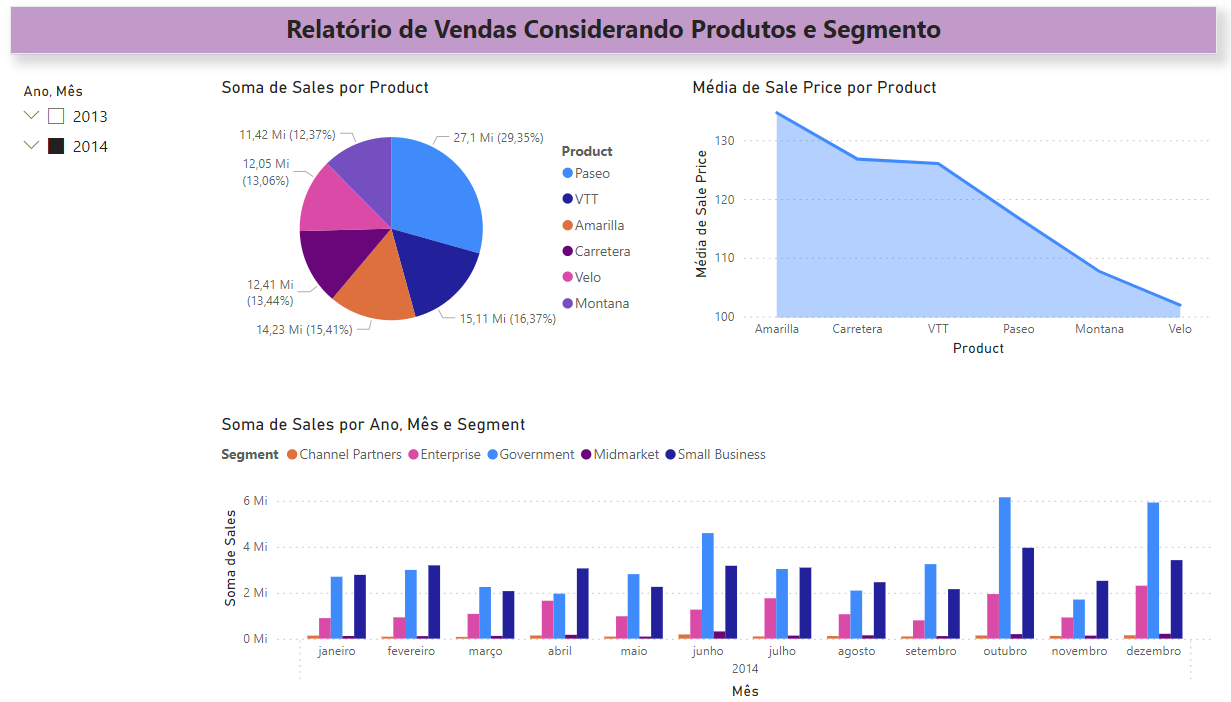 Relatório de Vendas Considerando Produtos e Segmento
Ano, Mês
2013
2014
Soma de Sales por Product
11,42 Mi (12,37%)
27,1 Mi (29,35%)
12,05 Mi
(13,06%)
12,41 Mi
(13,44%)
14,23 Mi (15,41%)
15,11 Mi (16,37%)
Product
Paseo
VTT
Amarilla
Carretera
Velo
Montana
Média de Sale Price por Product
Média de Sale Price
130
120
110
100
Amarilla Carretera VTT Paseo Montana Velo
Product
Soma de Sales por Ano, Mês e Segment
Segment Channel Partners Enterprise Government Midmarket Small Business
Soma de Sales
6 Mi
4 Mi
2 Mi
0 Mi
janeiro fevereiro março abril maio junho julho agosto setembro outubro novembro dezembro
2014
Mês